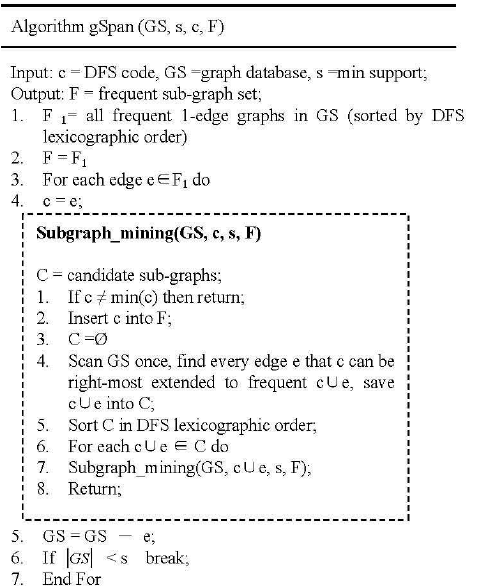 Algorithm gSpan (GS, s, c, F)
Input: c = DFS code, GS =graph database, s =min support;
Output: F = frequent sub-graph set;
1. F 1= all frequent 1-edge graphs in GS (sorted by DFS
lexicographic order)
2. F = F1
3. For each edge e∈F1 do
4. c = e;
Subgraph_mining(GS, c, s, F)
C = candidate sub-graphs;
1. If c ≠ min(c) then return;
2. Insert c into F;
3. C =Ø
4. Scan GS once, find every edge e that c can be
right-most extended to frequent c∪e, save
c∪e into C;
5. Sort C in DFS lexicographic order;
6. For each c∪e ∈ C do
7. Subgraph_mining(GS, c∪e, s, F);
8. Return;
5. GS = GS − e;
6. If |GS| < s break;
7. End For